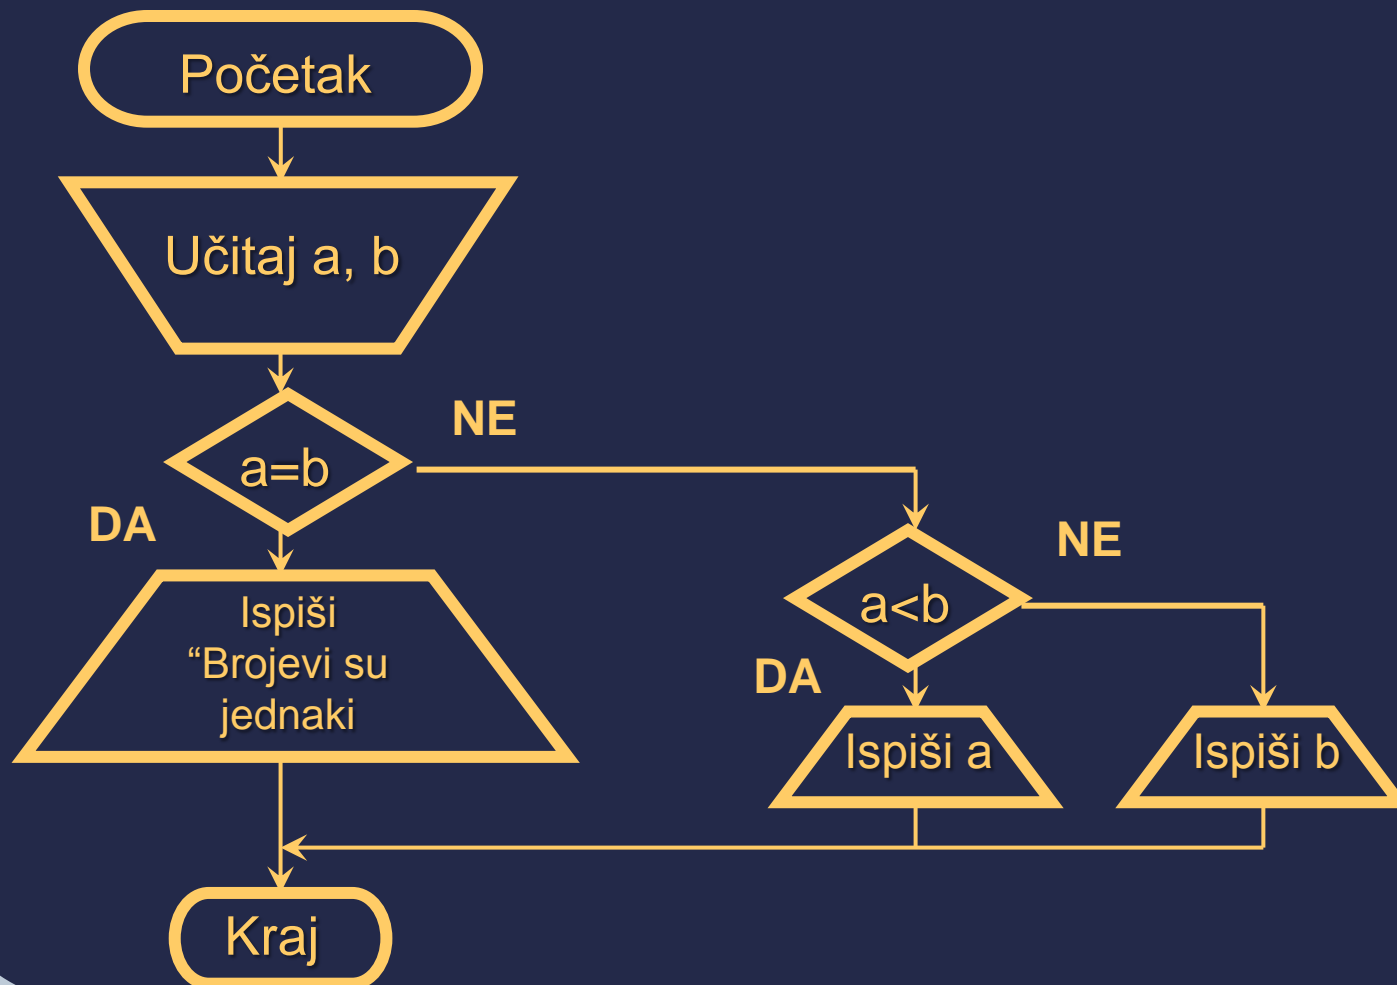 Početak
Učitaj a, b
NE
a=b
DA
NE
a<b
Ispiši
“Brojevi su
jednaki
DA
Ispiši a
Ispiši b
Kraj